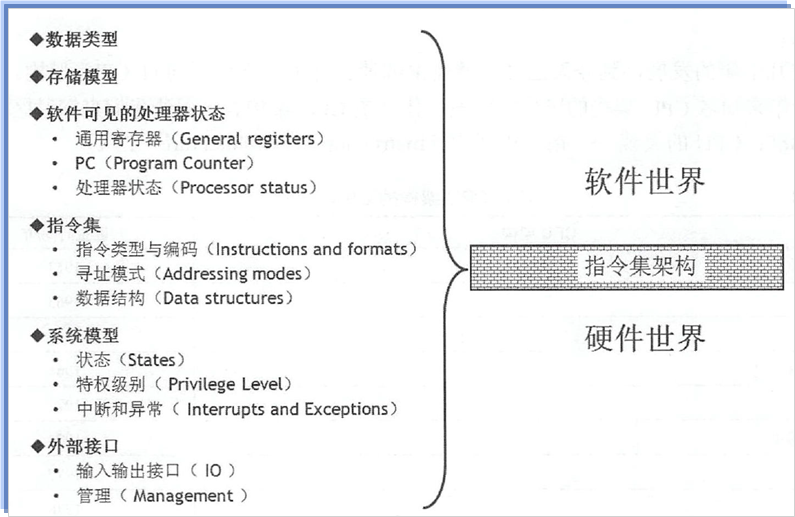 ◆数据类型
◆存储模型
◆软件可见的处理器状态
• 通用寄存器（General registers）
• PC（Program Counter）
• 处理器状态（Processor status）
◆指令集
• 指令类型与编码（Instructions and formats）
• 寻址模式（Addressing modes）
• 数据结构（Data structures）
◆系统模型
• 状态（States）
• 特权级别（ Privilege Level）
• 中断和异常（ Interrupts and Exceptions）
◆外部接口
• 输入输出接口（ IO ）
• 管理（ Management ）
软件世界
指令集架构
硬件世界